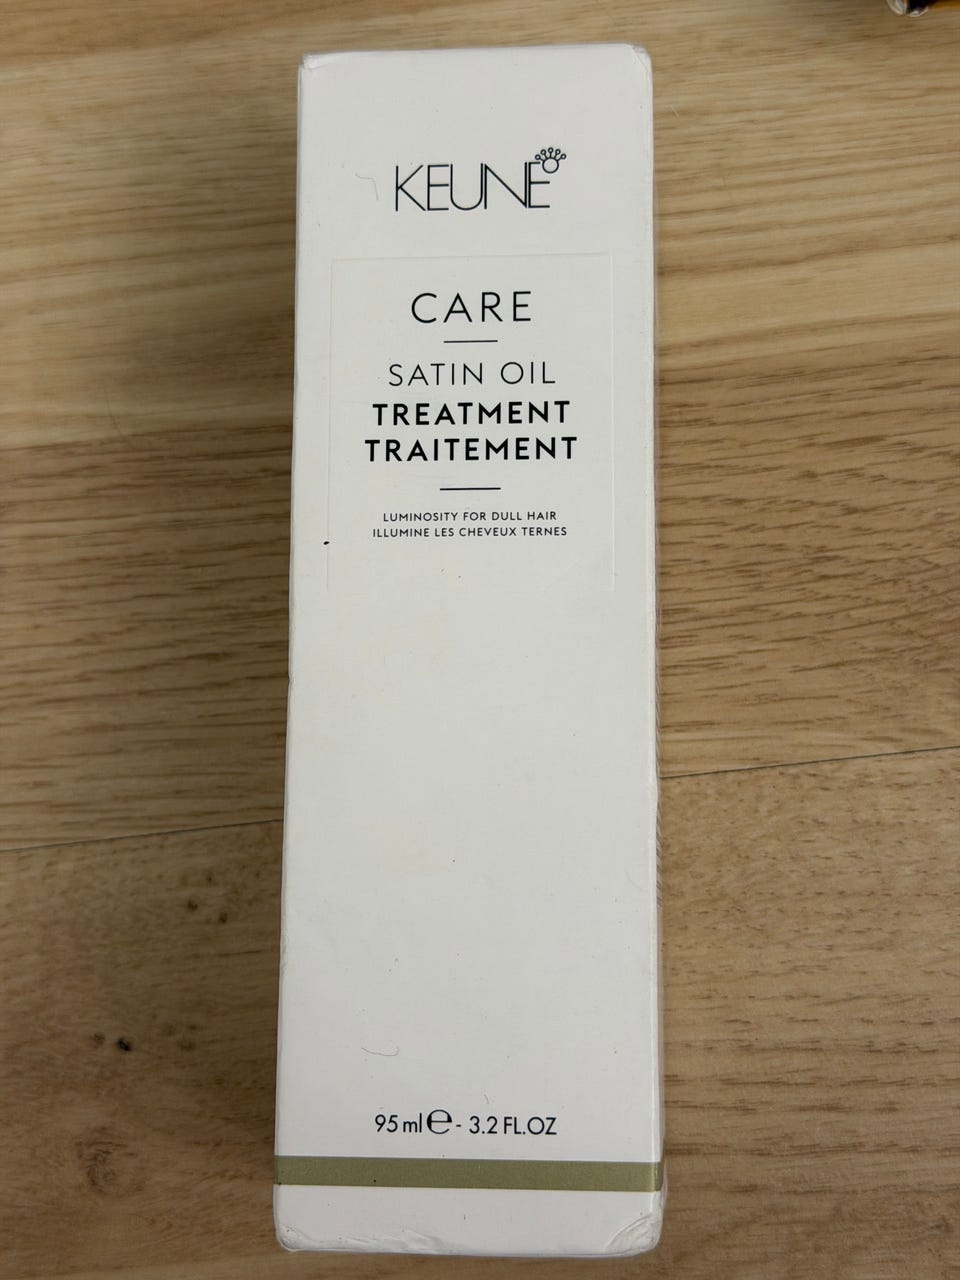 KEUNE
CARE
SATIN OIL
TREATMENT
TRAITEMENT
LUMINOSITY FOR DULL HAIR
ILLUMINE LES CHEVEUX TERNES
95 ml ℮ - 3.2 FL.OZ